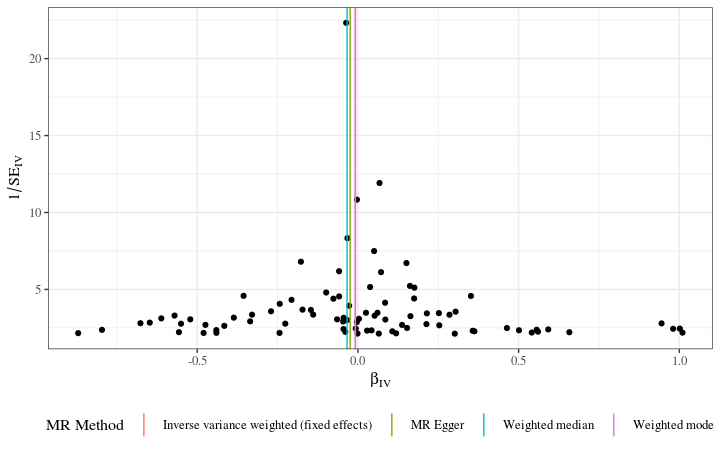 20
15
10
5
1/SE_IV
-0.5
0.0
0.5
1.0
β_IV
MR Method
Inverse variance weighted (fixed effects)
MR Egger
Weighted median
Weighted mode